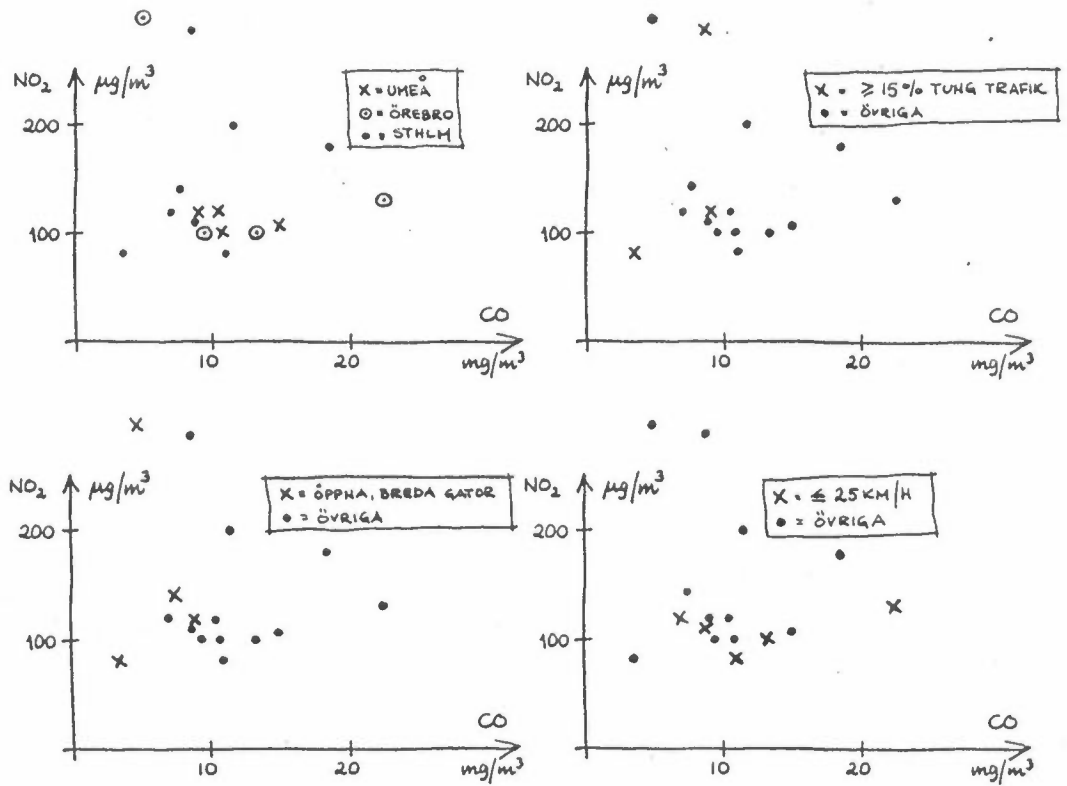 NO₂ µg/m³
X = UMEÅ
⊙ = ÖREBRO
• = STHLM
200
100
CO
10 20 mg/m³
NO₂ µg/m³
X = ≥ 15 % TUNG TRAFIK
• = ÖVRIGA
200
100
CO
10 20 mg/m³
NO₂ µg/m³
X = ÖPPNA, BREDA GATOR
• = ÖVRIGA
200
100
CO
10 20 mg/m³
NO₂ µg/m³
X = ≤ 25 KM/H
• = ÖVRIGA
200
100
CO
10 20 mg/m³